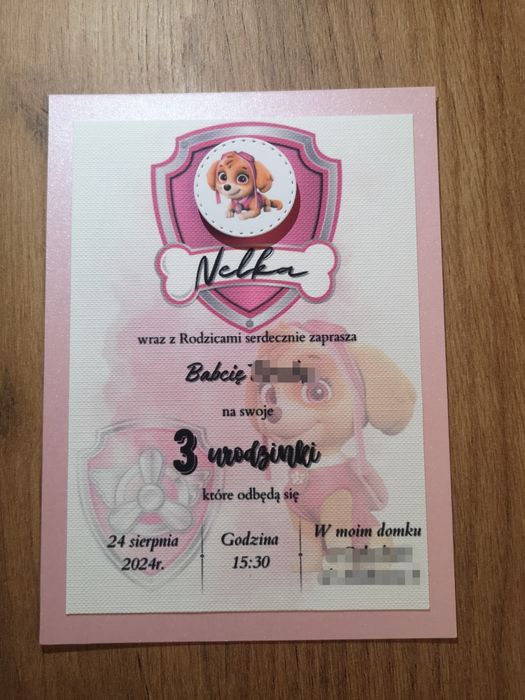 Nelka
wraz z Rodzicami serdecznie zaprasza
Babcię
na swoje
3 urodzinki
które odbędą się
24 sierpnia
2024r.
Godzina
15:30
W moim domku